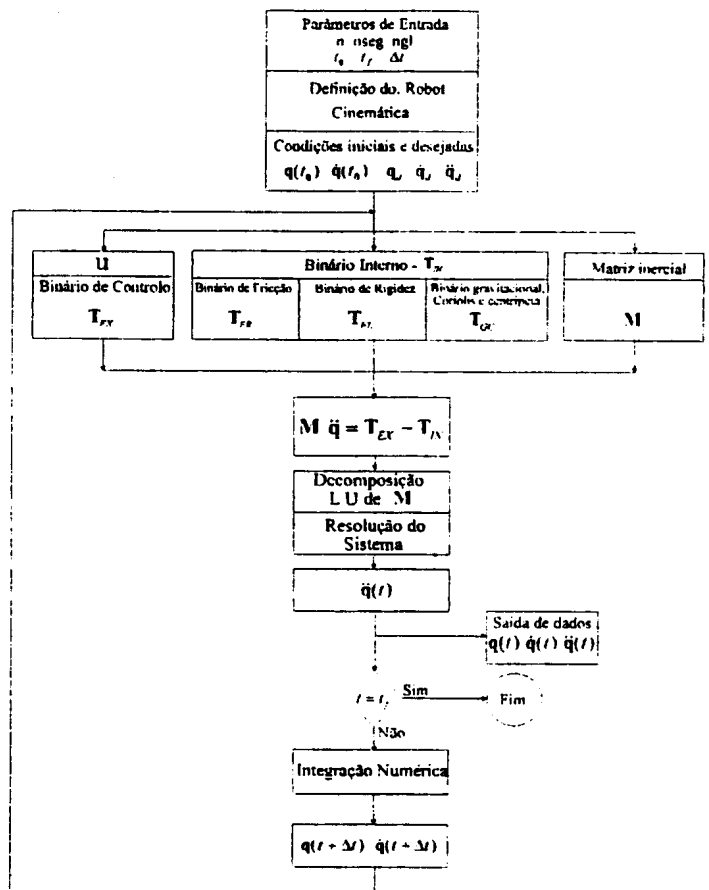 Parâmetros de Entrada
n nseg ngl
t₀ t_f Δt
Definição do. Robot
Cinemática
Condições iniciais e desejadas
q(t₀) q̇(t₀) q_d q̇_d q̈_d
U
Binário de Controlo
T_EX
Binário Interno - T_IN
Binário de Fricção
T_FR
Binário de Rigidez
Binário gravitacional,
Coriolis e centrípeta
T_GC
Matriz inercial
M
M q̈ = T_EX − T_IN
Decomposição
L U de M
Resolução do
Sistema
q̈(t)
Saída de dados
q(t) q̇(t) q̈(t)
t = t_f
Sim
Fim
Não
Integração Numérica
q(t + Δt) q̇(t + Δt)